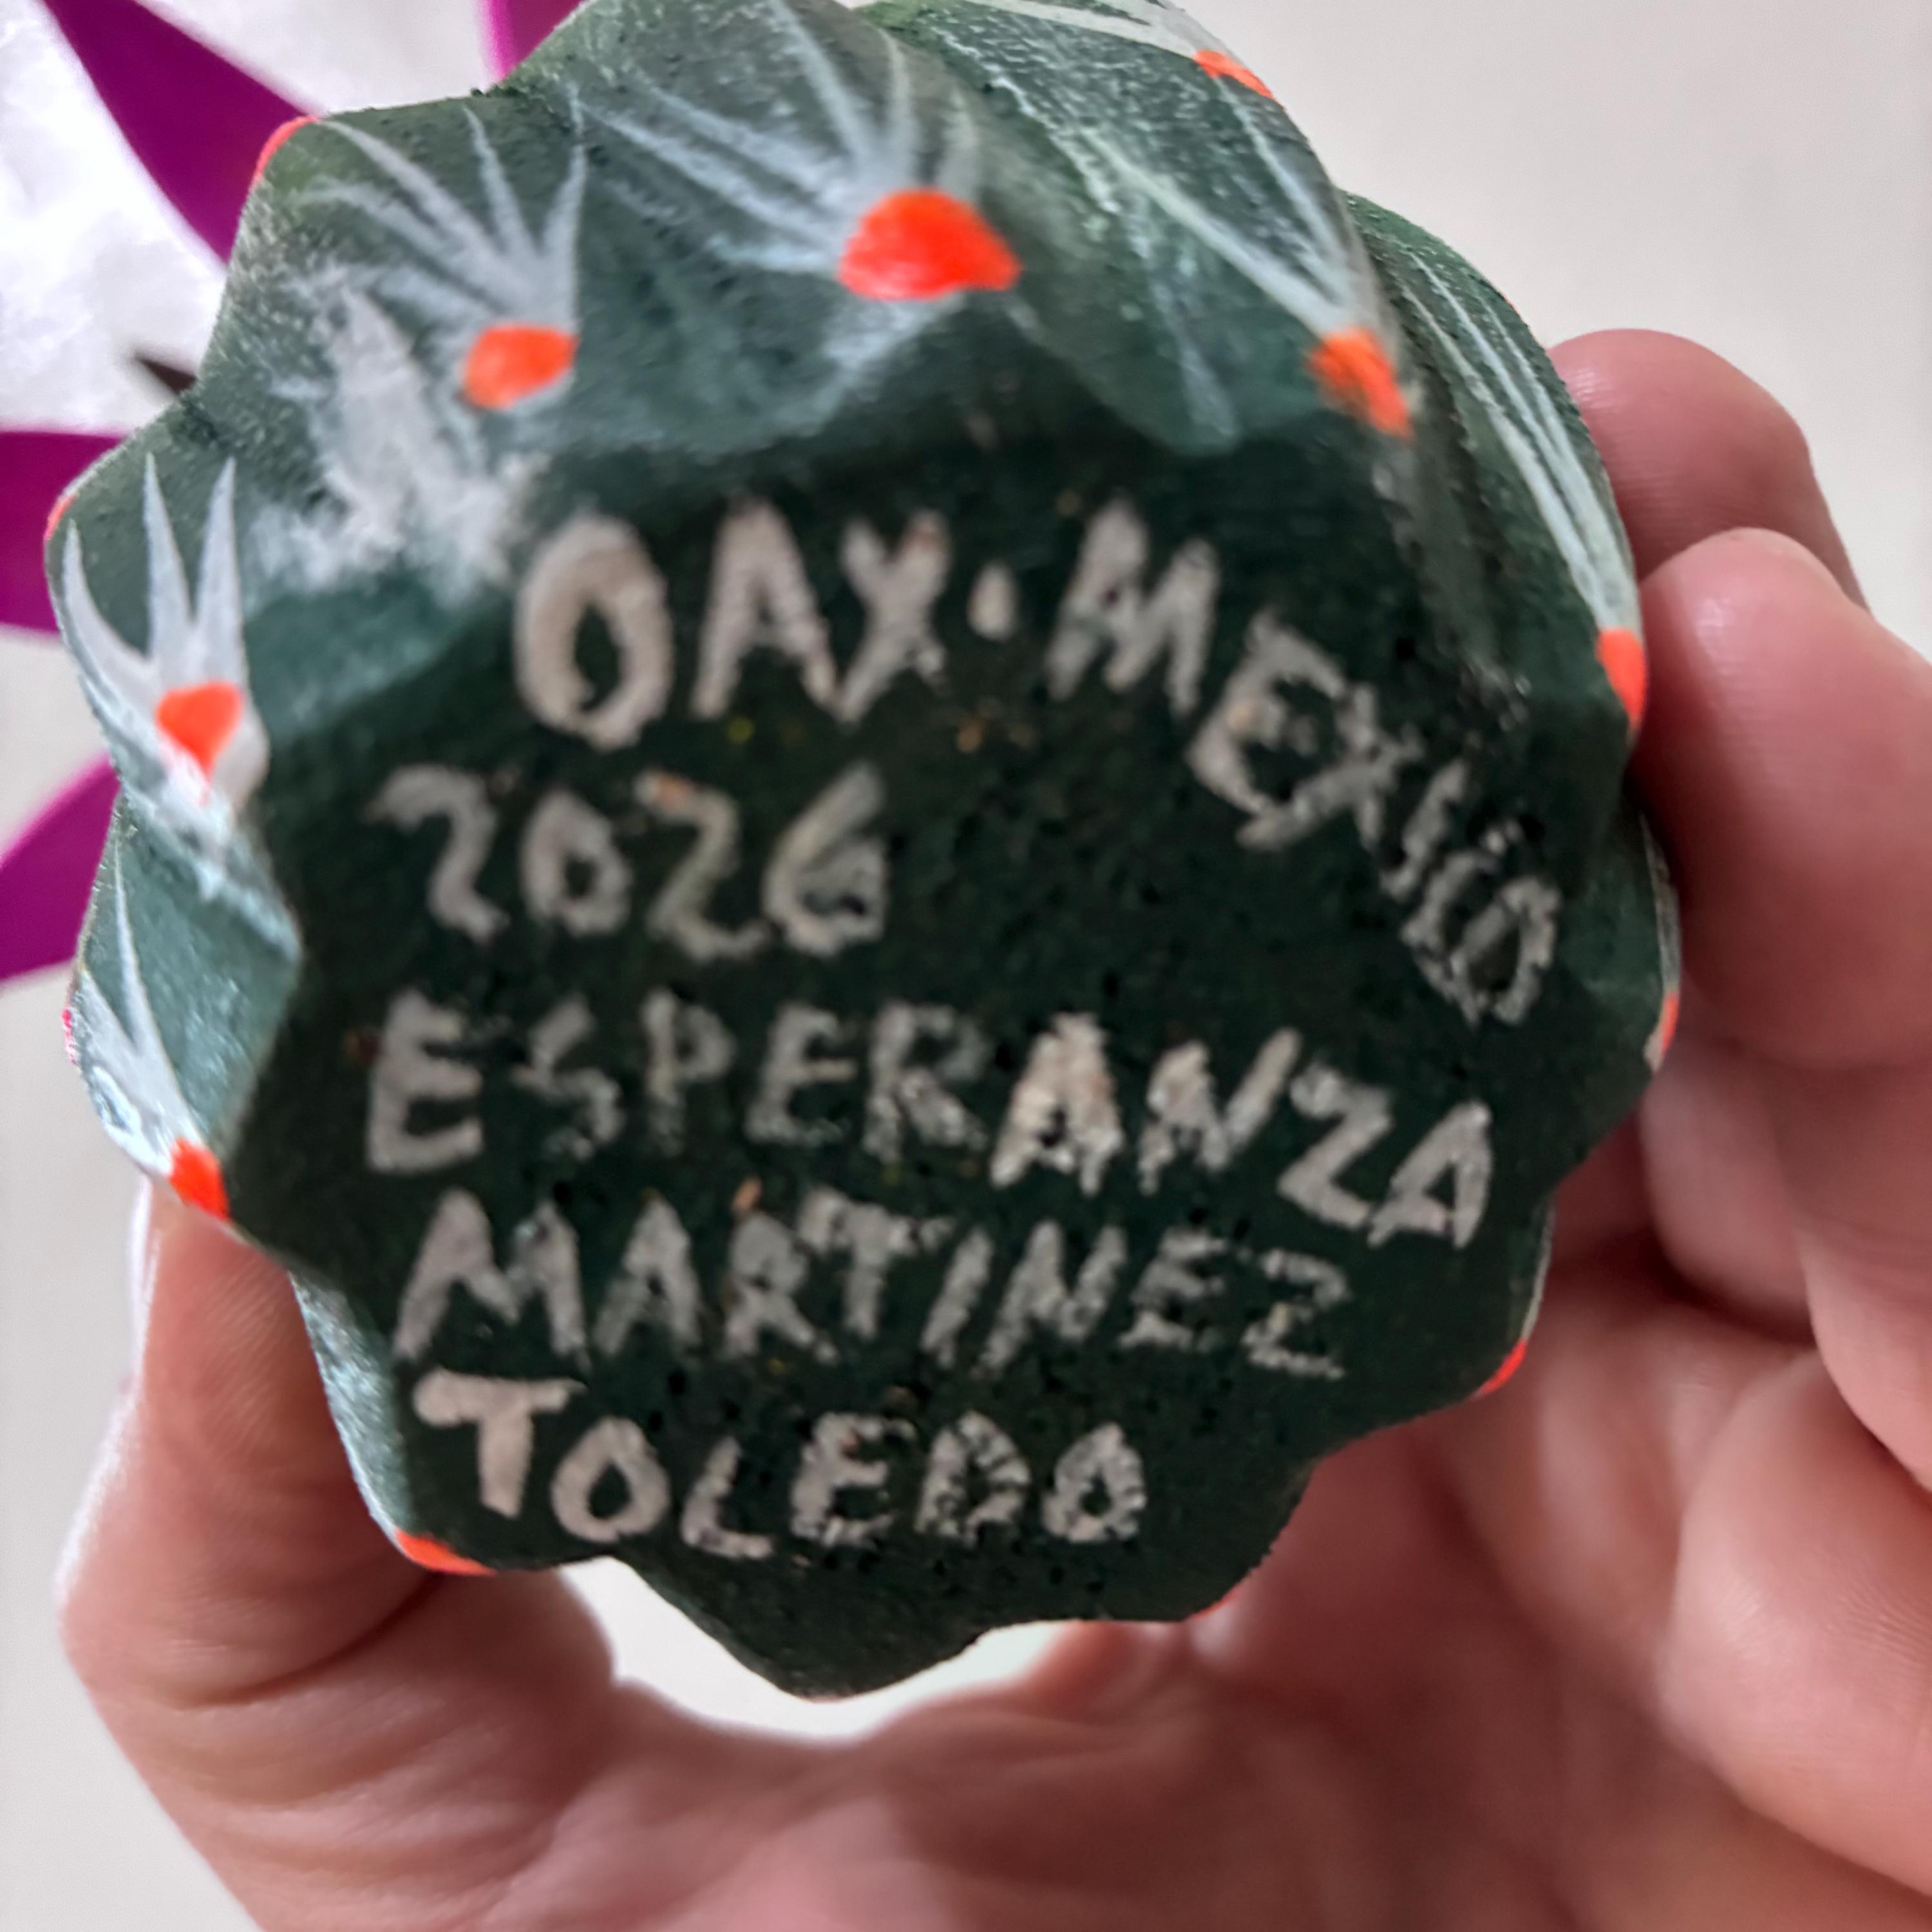 OAX·MEXICO
2026
ESPERANZA
MARTINEZ
TOLEDO